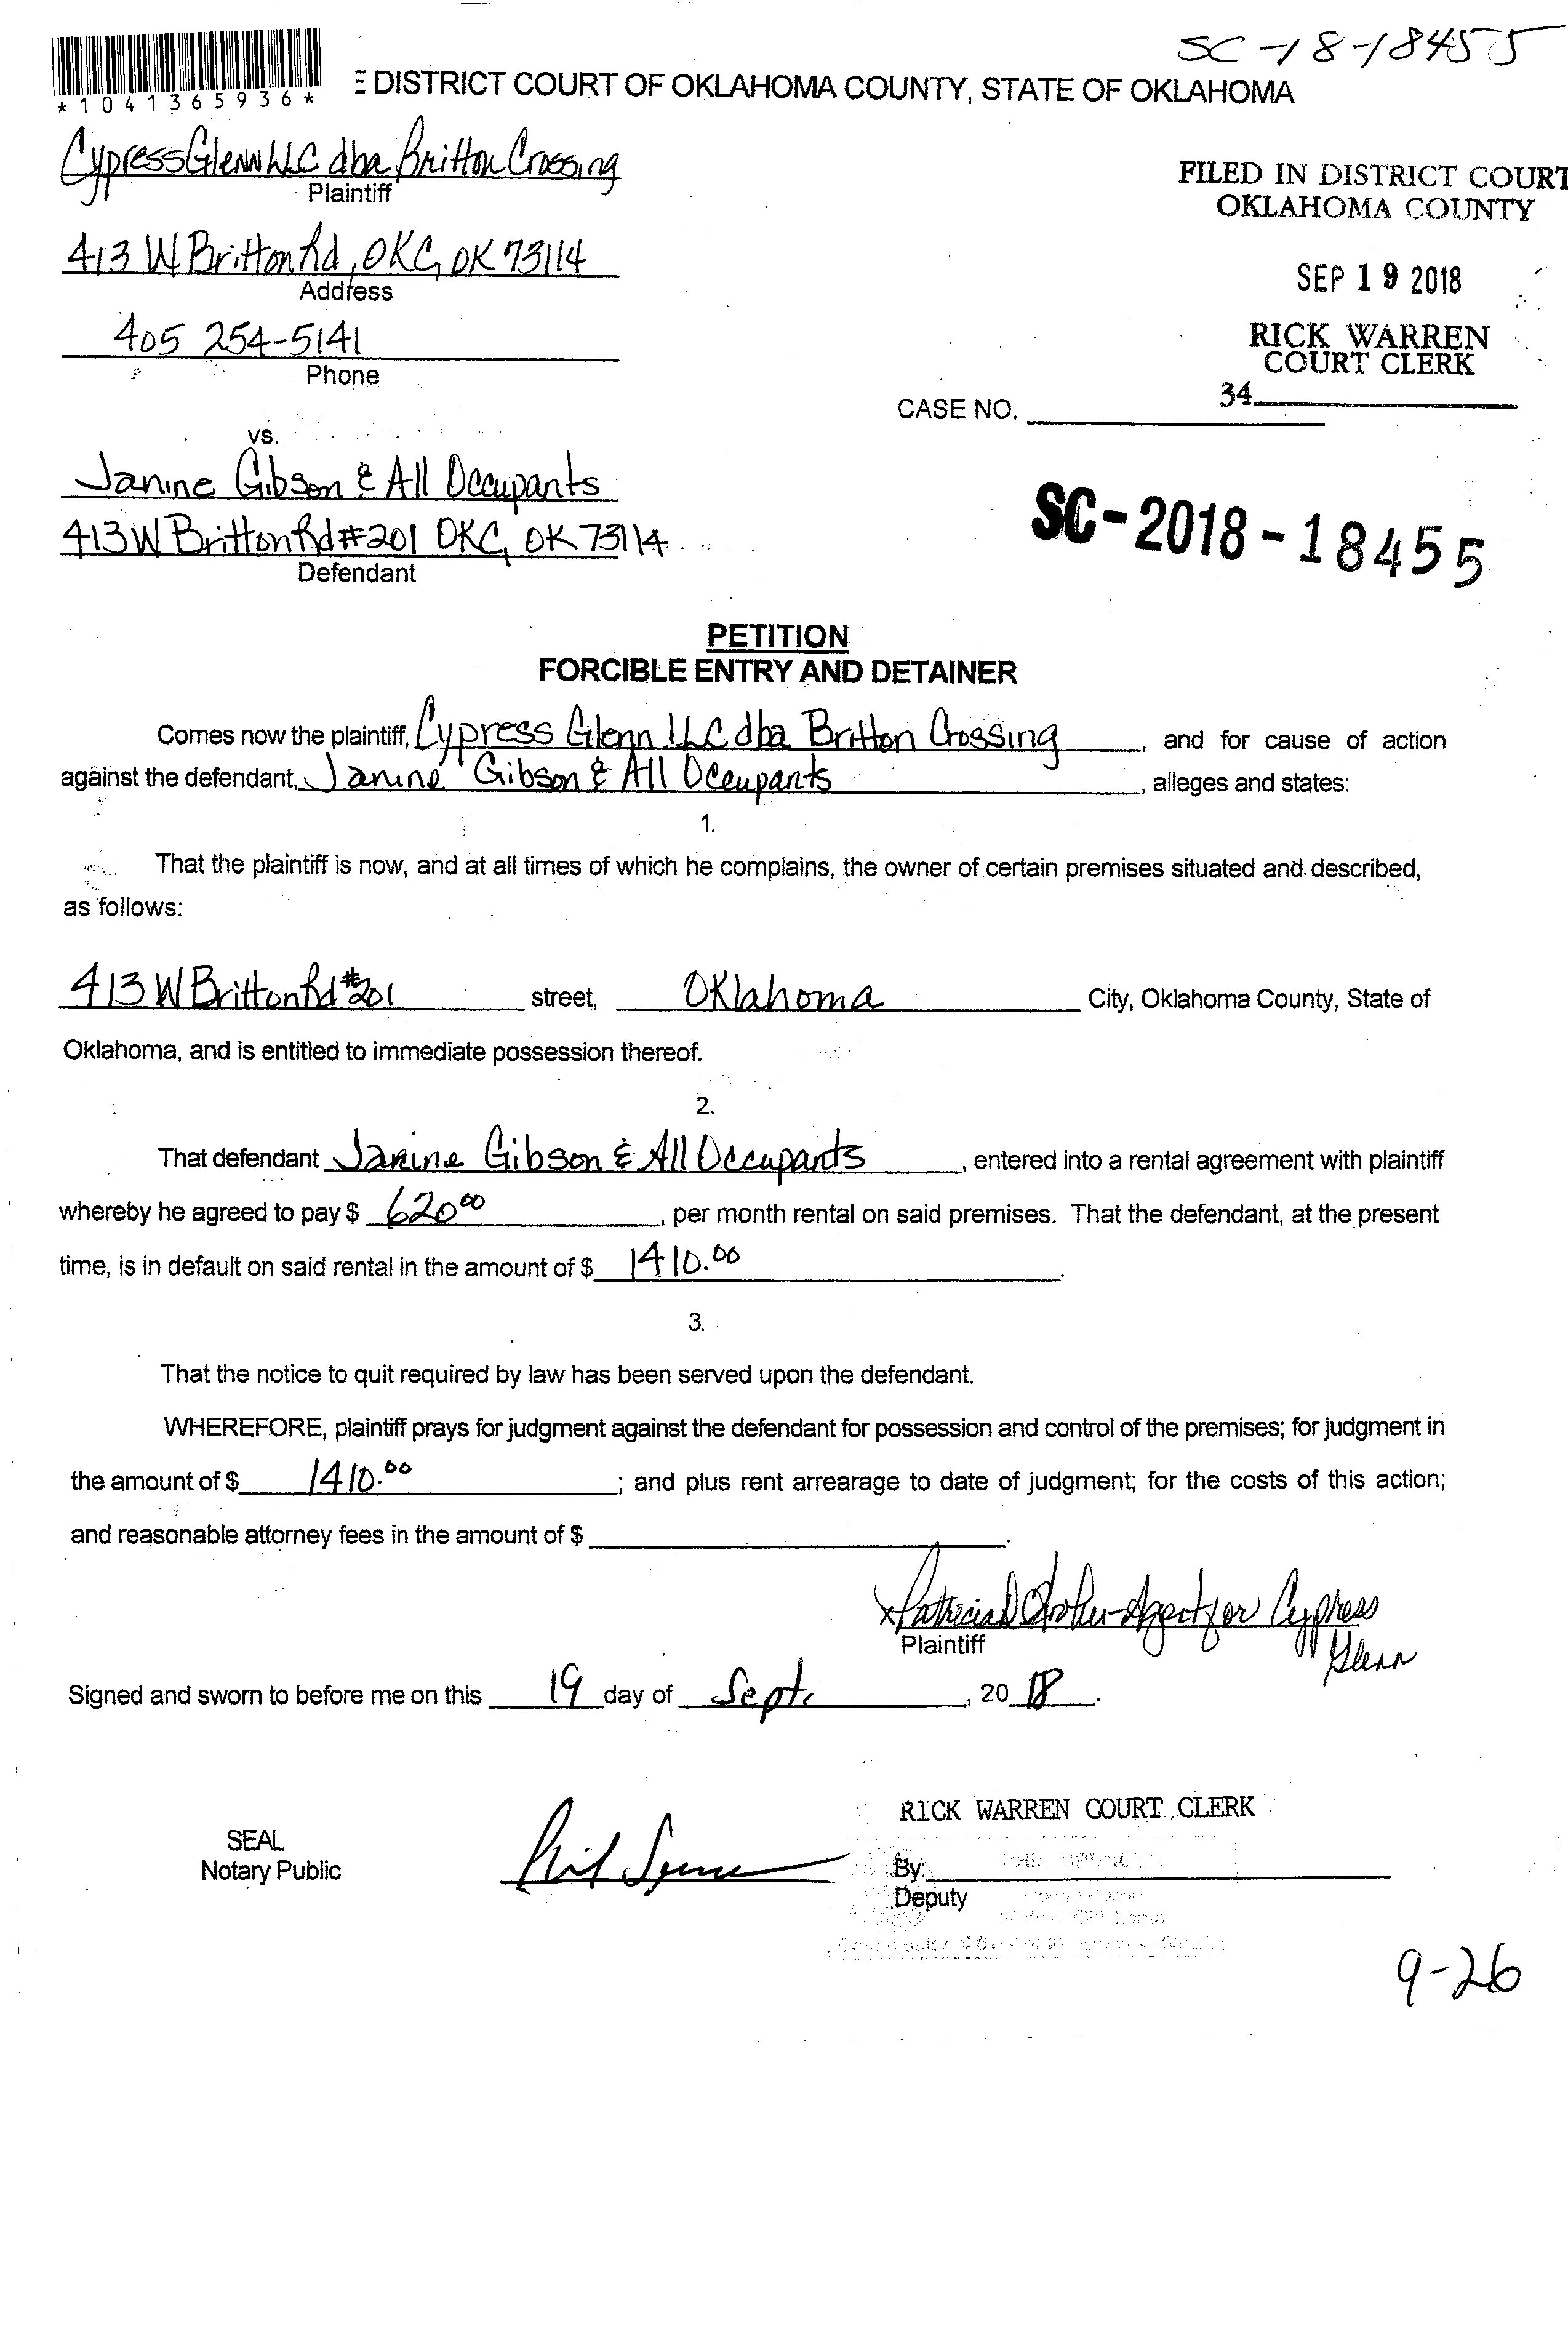 SC-18-18455
*1041365936*
E DISTRICT COURT OF OKLAHOMA COUNTY, STATE OF OKLAHOMA
Cypress Glenn LLC dba Britton Crossing
Plaintiff
FILED IN DISTRICT COURT
OKLAHOMA COUNTY
413 W Britton Rd, OKC, OK 73114
Address
SEP 19 2018
405 254-5141
Phone
RICK WARREN
COURT CLERK
34
CASE NO.
vs.
Janine Gibson & All Occupants
413 W Britton Rd #201 OKC, OK 73114
Defendant
SC-2018-18455
PETITION
FORCIBLE ENTRY AND DETAINER
Comes now the plaintiff, Cypress Glenn LLC dba Britton Crossing, and for cause of action
against the defendant, Janine Gibson & All Occupants, alleges and states:
1.
That the plaintiff is now, and at all times of which he complains, the owner of certain premises situated and described,
as follows:
413 W Britton Rd #201 street, Oklahoma City, Oklahoma County, State of
Oklahoma, and is entitled to immediate possession thereof.
2.
That defendant Janine Gibson & All Occupants, entered into a rental agreement with plaintiff
whereby he agreed to pay $ 620.00, per month rental on said premises. That the defendant, at the present
time, is in default on said rental in the amount of $ 1410.00.
3.
That the notice to quit required by law has been served upon the defendant.
WHEREFORE, plaintiff prays for judgment against the defendant for possession and control of the premises; for judgment in
the amount of $ 1410.00; and plus rent arrearage to date of judgment; for the costs of this action;
and reasonable attorney fees in the amount of $ .
x Patricia - Agent for Cypress
Glenn
Plaintiff
Signed and sworn to before me on this 19 day of Sept., 20 18.
RICK WARREN COURT CLERK
SEAL
Notary Public
By:
Deputy
9-26